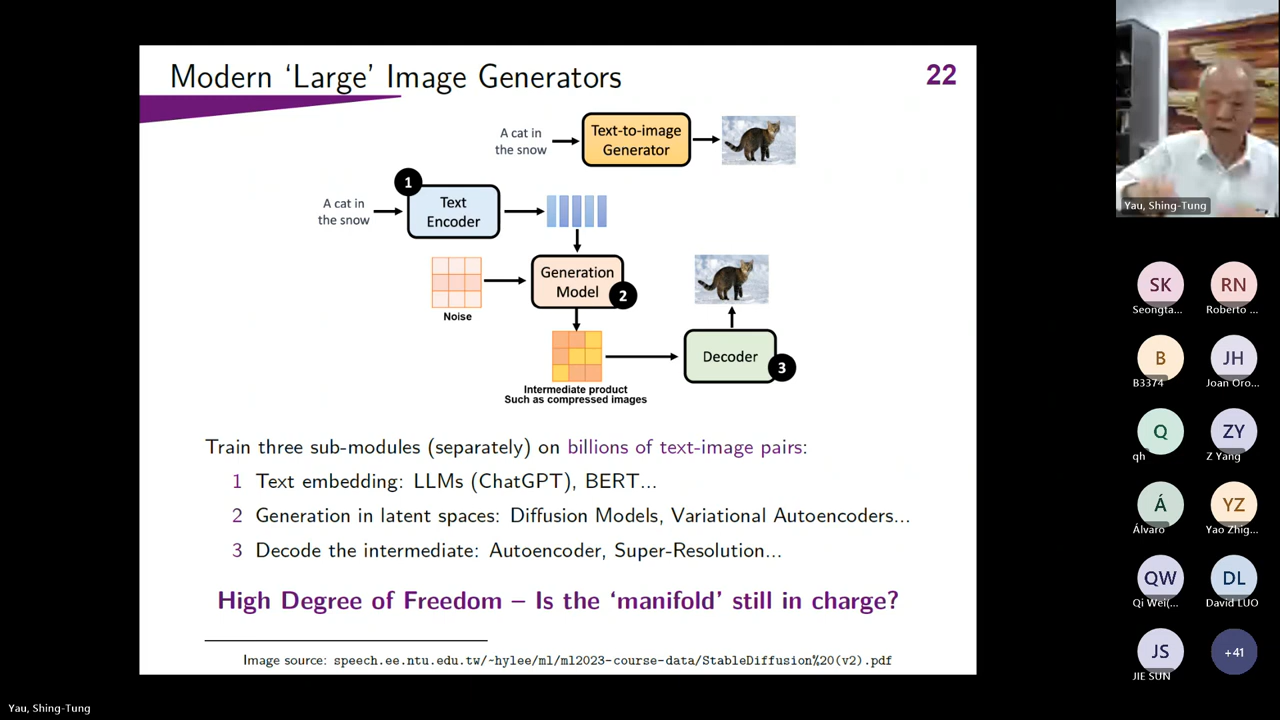 Modern ‘Large’ Image Generators
22
A cat in
the snow
Text-to-image
Generator
1
A cat in
the snow
Text
Encoder
Noise
Generation
Model
2
Intermediate product
Such as compressed images
Decoder
3
Train three sub-modules (separately) on billions of text-image pairs:
1 Text embedding: LLMs (ChatGPT), BERT...
2 Generation in latent spaces: Diffusion Models, Variational Autoencoders...
3 Decode the intermediate: Autoencoder, Super-Resolution...
High Degree of Freedom – Is the ‘manifold’ still in charge?
Image source: speech.ee.ntu.edu.tw/~hylee/ml/ml2023-course-data/StableDiffusion%20(v2).pdf
Yau, Shing-Tung
SK
Seongta...
RN
Roberto ...
B
B3374
JH
Joan Oro...
Q
qh
ZY
Z Yang
Á
Álvaro
YZ
Yao Zhig...
QW
Qi Wei(...
DL
David LUO
JS
JIE SUN
+41
Yau, Shing-Tung